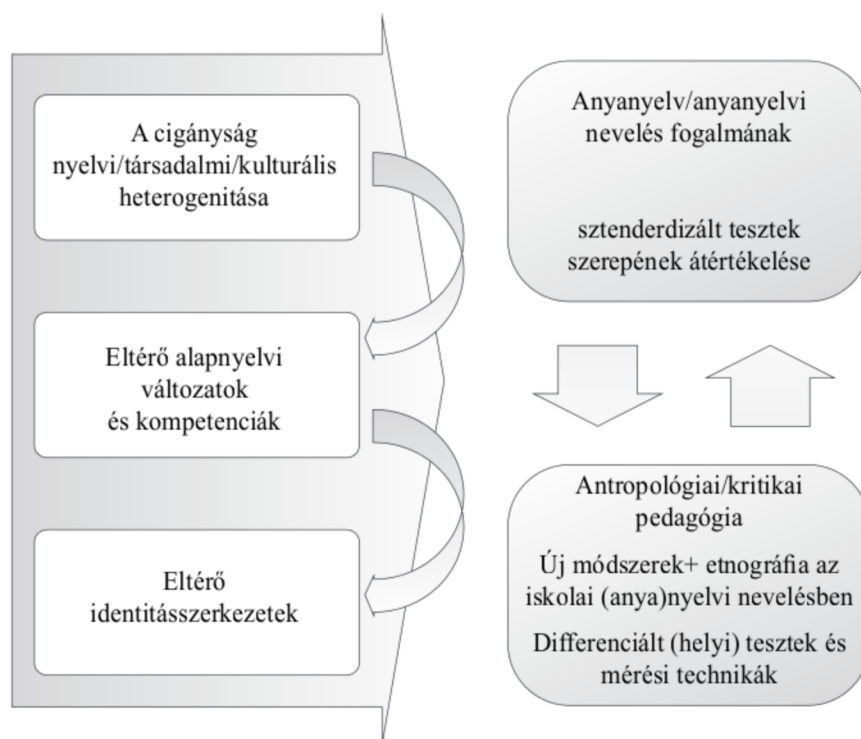 A cigányság
nyelvi/társadalmi/kulturális
heterogenitása
Eltérő alapnyelvi
változatok
és kompetenciák
Eltérő
identitásszerkezetek
Anyanyelv/anyanyelvi
nevelés fogalmának
sztenderdizált tesztek
szerepének átértékelése
Antropológiai/kritikai
pedagógia
Új módszerek+ etnográfia az
iskolai (anya)nyelvi nevelésben
Differenciált (helyi) tesztek és
mérési technikák